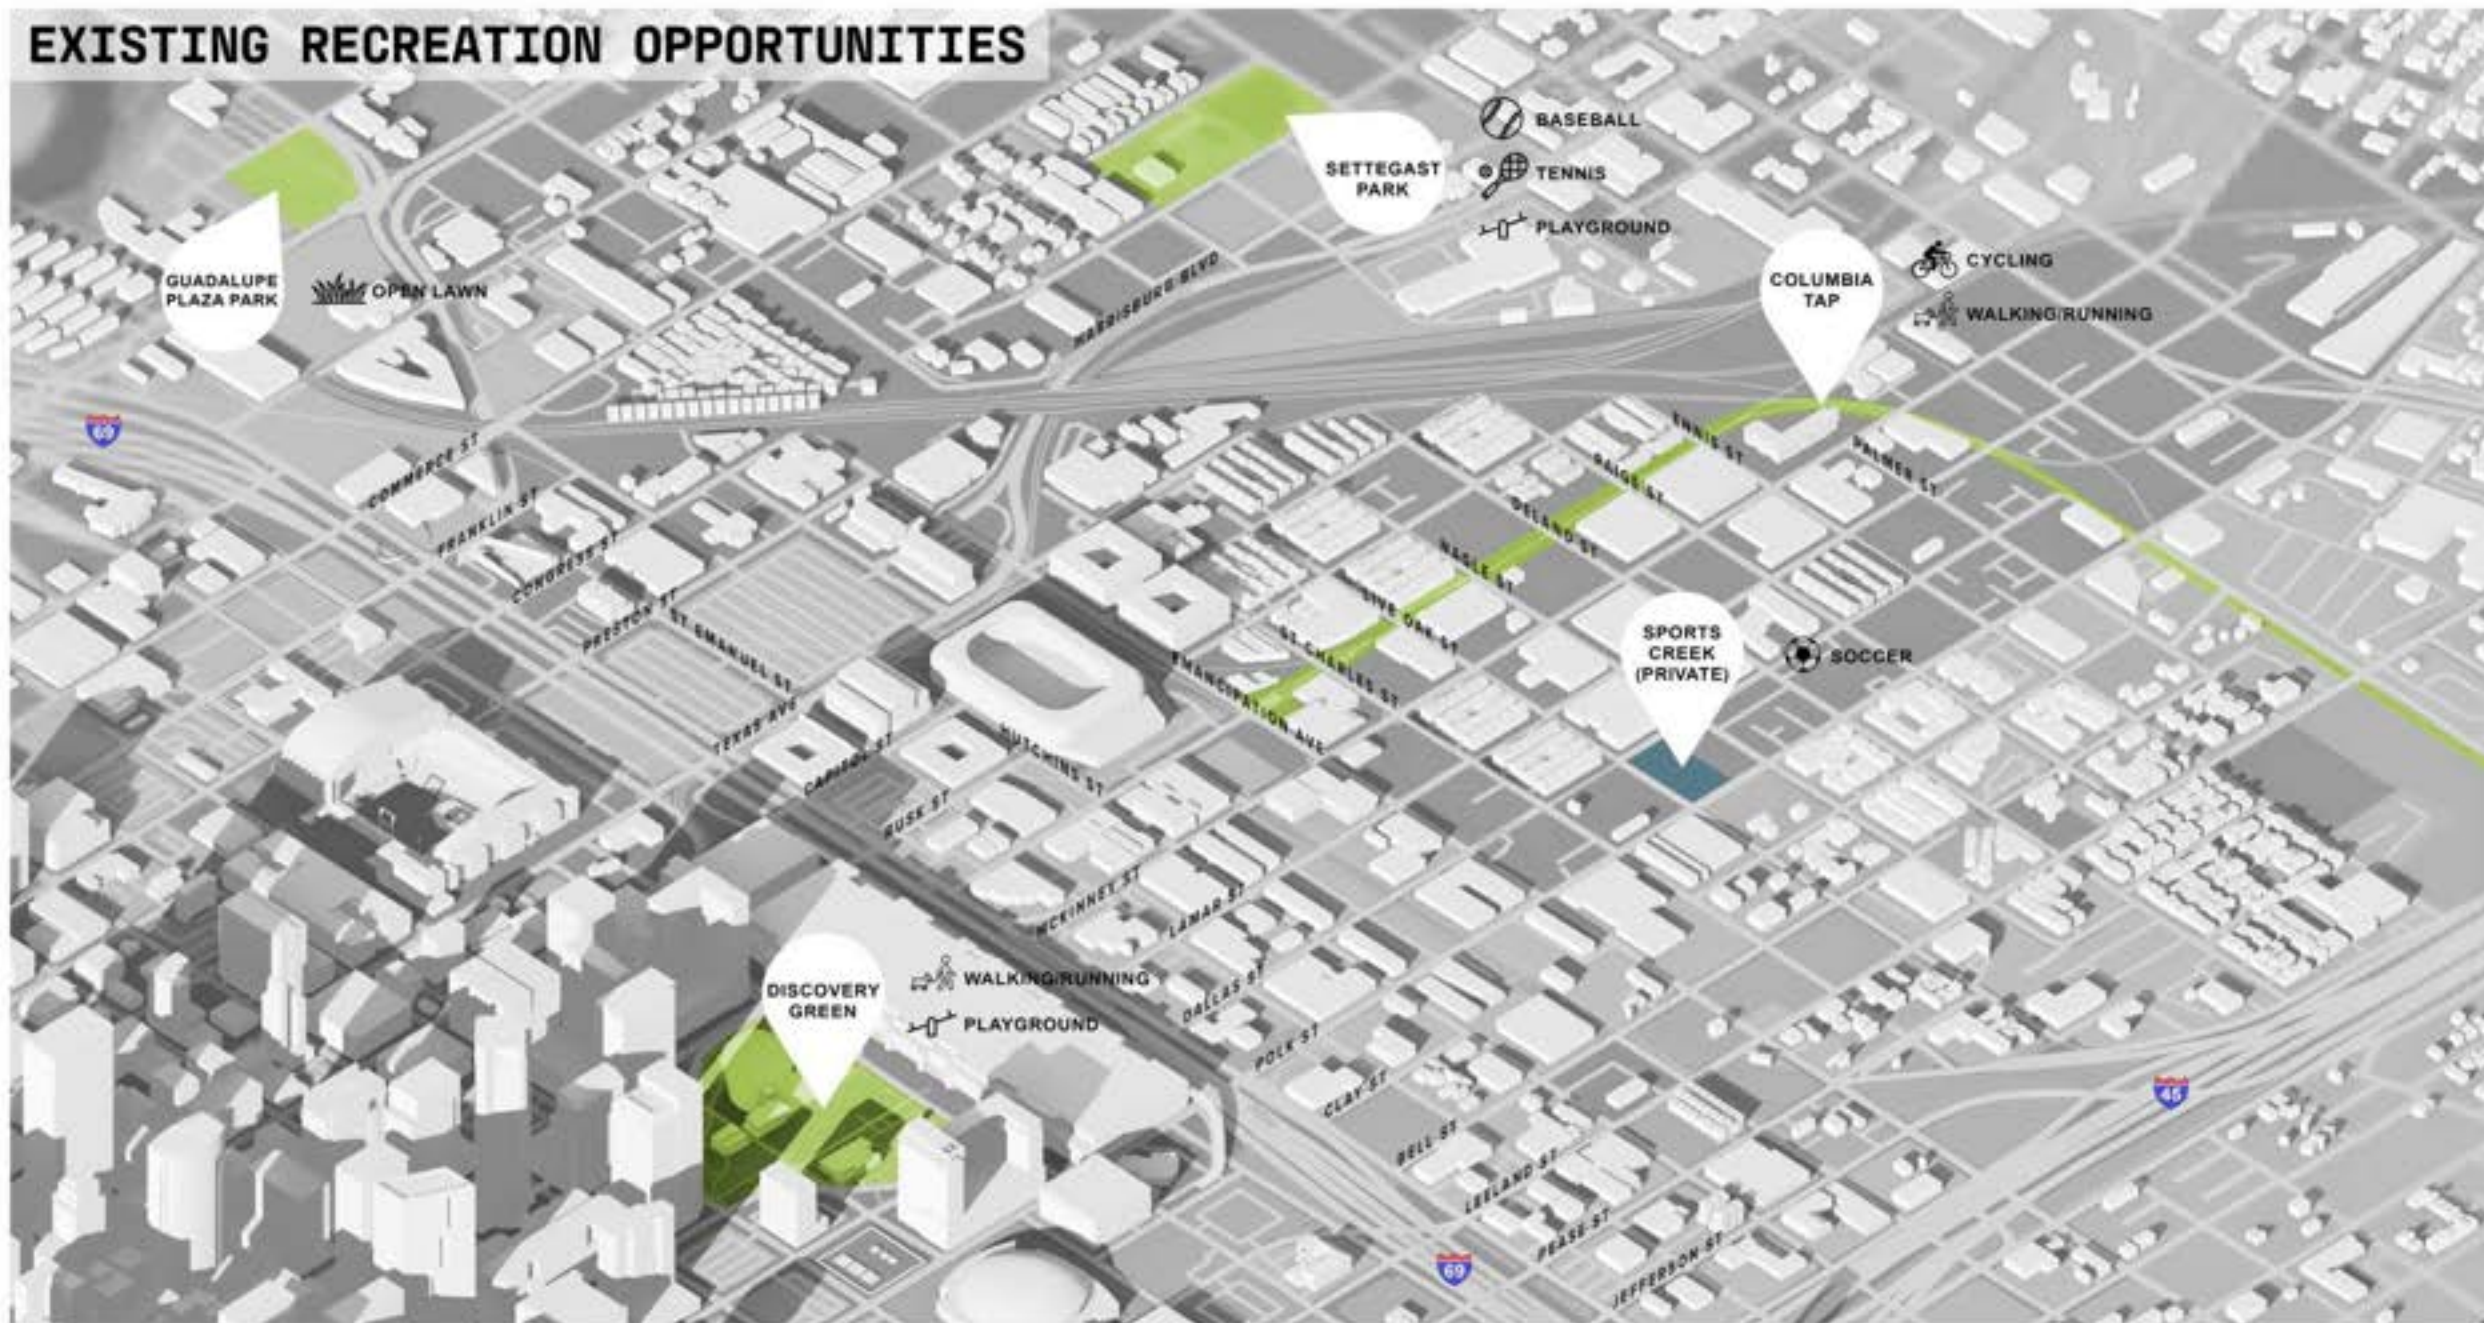 EXISTING RECREATION OPPORTUNITIES
BASEBALL
TENNIS
PLAYGROUND
SETTEGAST
PARK
GUADALUPE
PLAZA PARK
OPEN LAWN
HARRISBURG BLVD
COLUMBIA
TAP
CYCLING
WALKING/RUNNING
69
COMMERCE ST
FRANKLIN ST
CONGRESS ST
PRESTON ST
ST EMANUEL ST
TEXAS AVE
CAPITOL ST
RUSK ST
HUTCHINS ST
ENNIS ST
PAIGE ST
DELANO ST
NAGLE ST
LIVE OAK ST
ST CHARLES ST
EMANCIPATION AVE
PALMER ST
SPORTS
CREEK
(PRIVATE)
SOCCER
MCKINNEY ST
LAMAR ST
DALLAS ST
POLK ST
CLAY ST
BELL ST
LEELAND ST
PEASE ST
JEFFERSON ST
DISCOVERY
GREEN
WALKING/RUNNING
PLAYGROUND
45
69